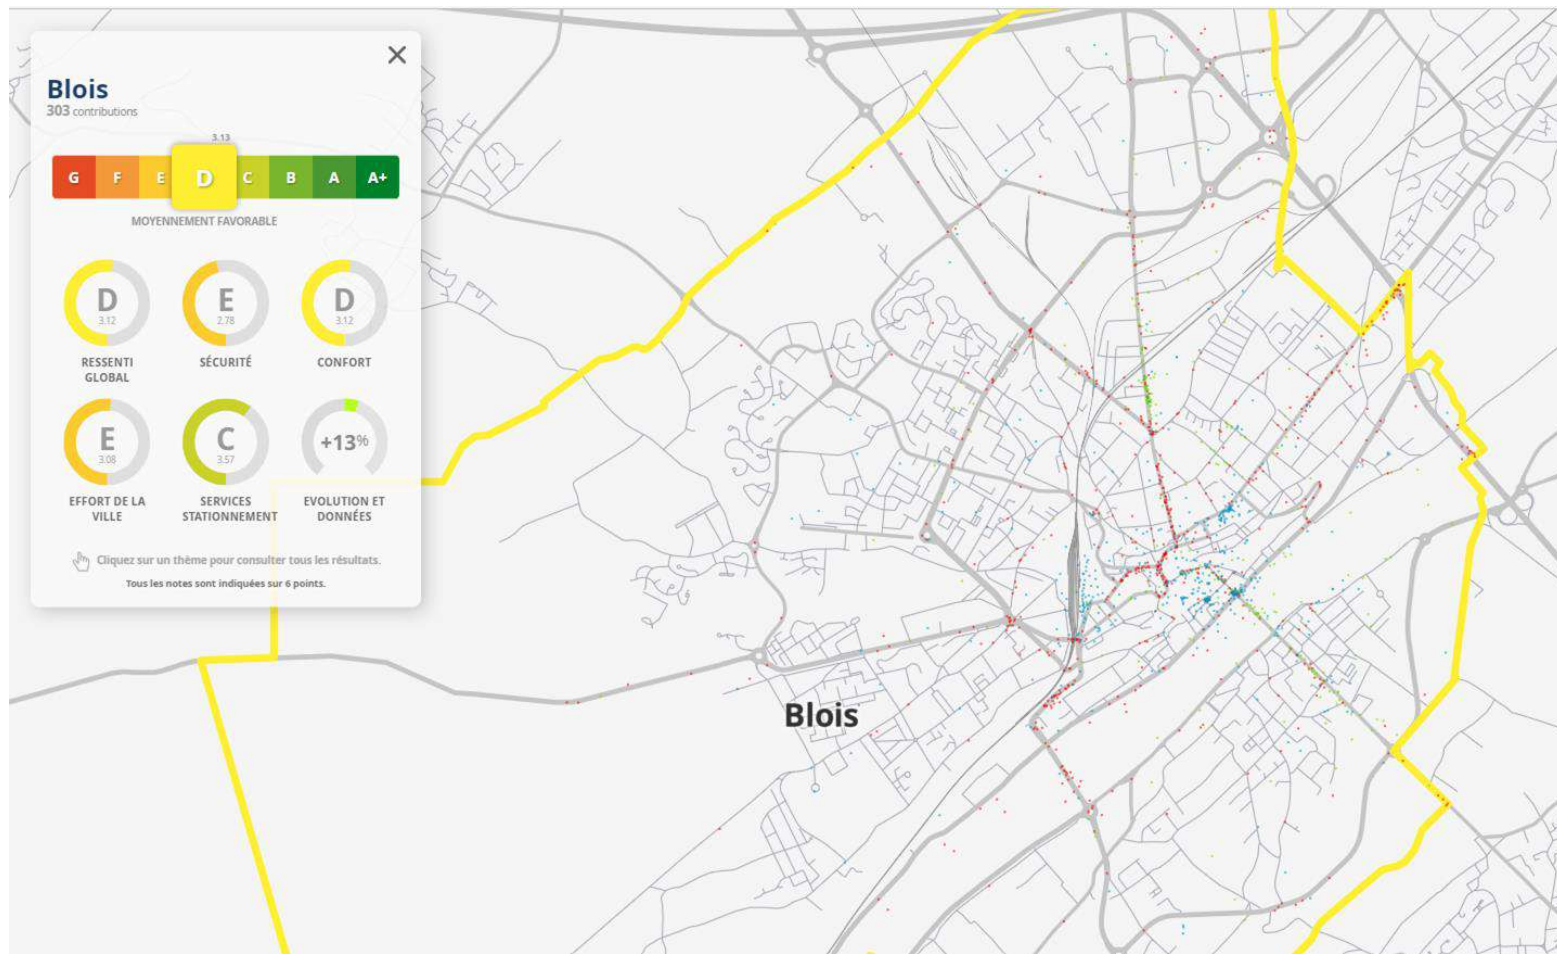 Blois
303 contributions
3.13
G F E D C B A A+
MOYENNEMENT FAVORABLE
D
3.12
RESSENTI
GLOBAL
E
2.78
SÉCURITÉ
D
3.12
CONFORT
E
3.08
EFFORT DE LA
VILLE
C
3.57
SERVICES
STATIONNEMENT
+13%
EVOLUTION ET
DONNÉES
Cliquez sur un thème pour consulter tous les résultats.
Tous les notes sont indiquées sur 6 points.
Blois